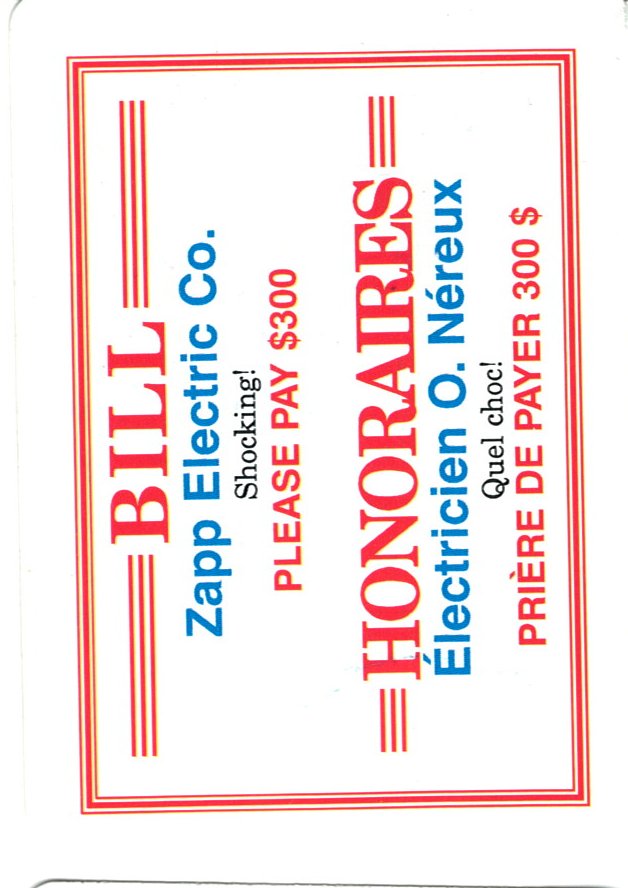 BILL
Zapp Electric Co.
Shocking!
PLEASE PAY $300
HONORAIRES
Électricien O. Néreux
Quel choc!
PRIÈRE DE PAYER 300 $